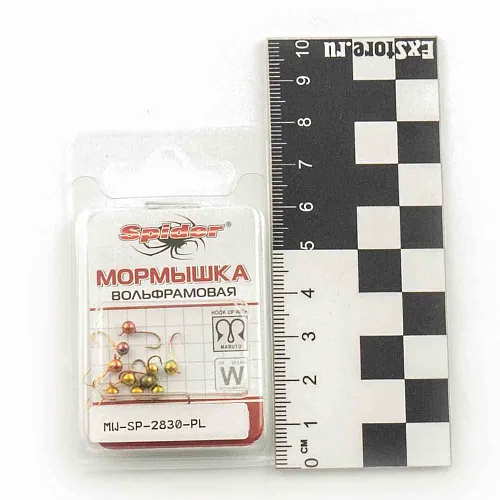 Spider®
МОРМЫШКА
ВОЛЬФРАМОВАЯ
HOOK UP WITH
MARUTO
W
MW-SP-2830-PL
ExStore.ru
10
9
8
7
6
5
4
3
2
1
0 СМ